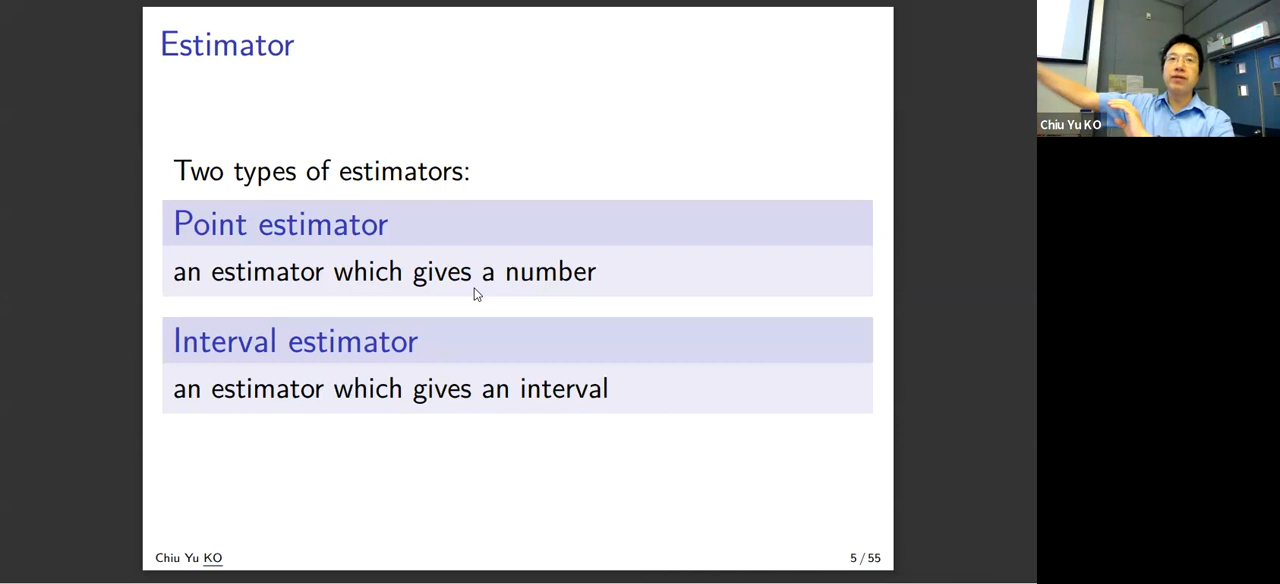 Estimator
Two types of estimators:
Point estimator
an estimator which gives a number
Interval estimator
an estimator which gives an interval
Chiu Yu KO
5 / 55
Chiu Yu KO